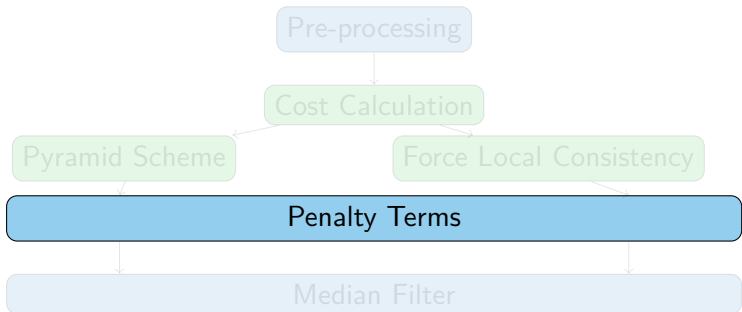 Pre-processing
Cost Calculation
Pyramid Scheme
Force Local Consistency
Penalty Terms
Median Filter